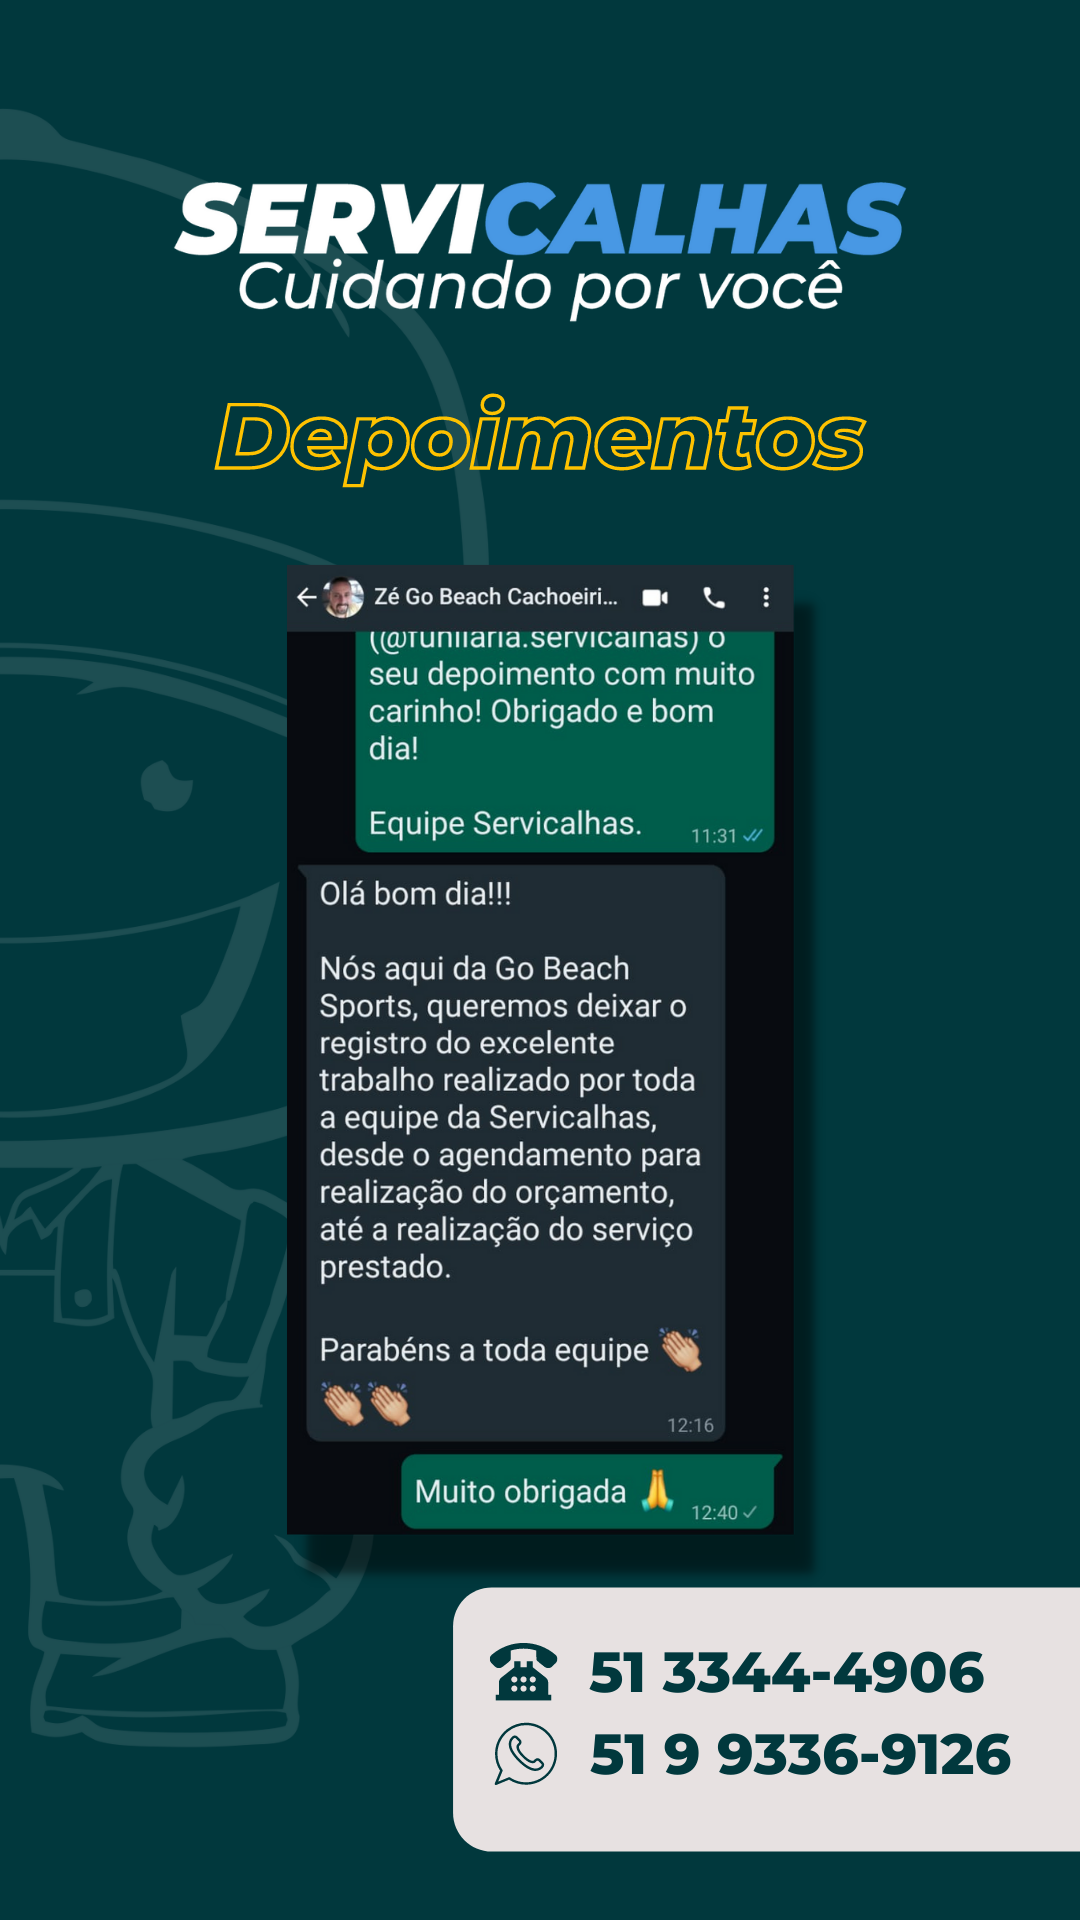 SERVICALHAS
Cuidando por você
Depoimentos
Zé Go Beach Cachoeiri...
(@funilaria.servicalhas) o
seu depoimento com muito
carinho! Obrigado e bom
dia!
Equipe Servicalhas.
11:31
Olá bom dia!!!
Nós aqui da Go Beach
Sports, queremos deixar o
registro do excelente
trabalho realizado por toda
a equipe da Servicalhas,
desde o agendamento para
realização do orçamento,
até a realização do serviço
prestado.
Parabéns a toda equipe 👏
👏👏
12:16
Muito obrigada 🙏
12:40
51 3344-4906
51 9 9336-9126